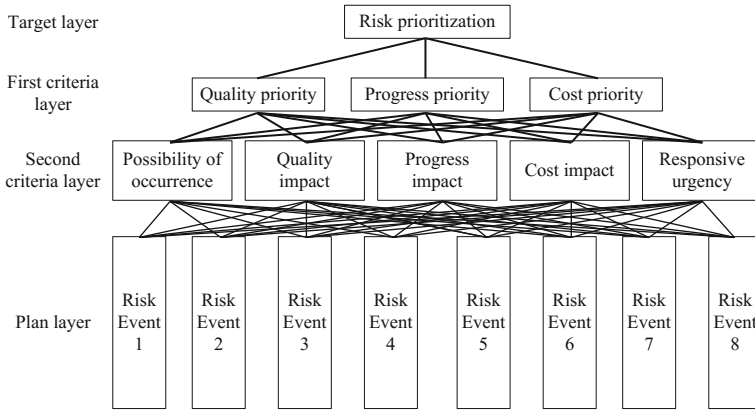 Target layer
Risk prioritization
First criteria
layer
Quality priority
Progress priority
Cost priority
Second
criteria layer
Possibility of
occurrence
Quality
impact
Progress
impact
Cost impact
Responsive
urgency
Plan layer
Risk
Event
1
Risk
Event
2
Risk
Event
3
Risk
Event
4
Risk
Event
5
Risk
Event
6
Risk
Event
7
Risk
Event
8